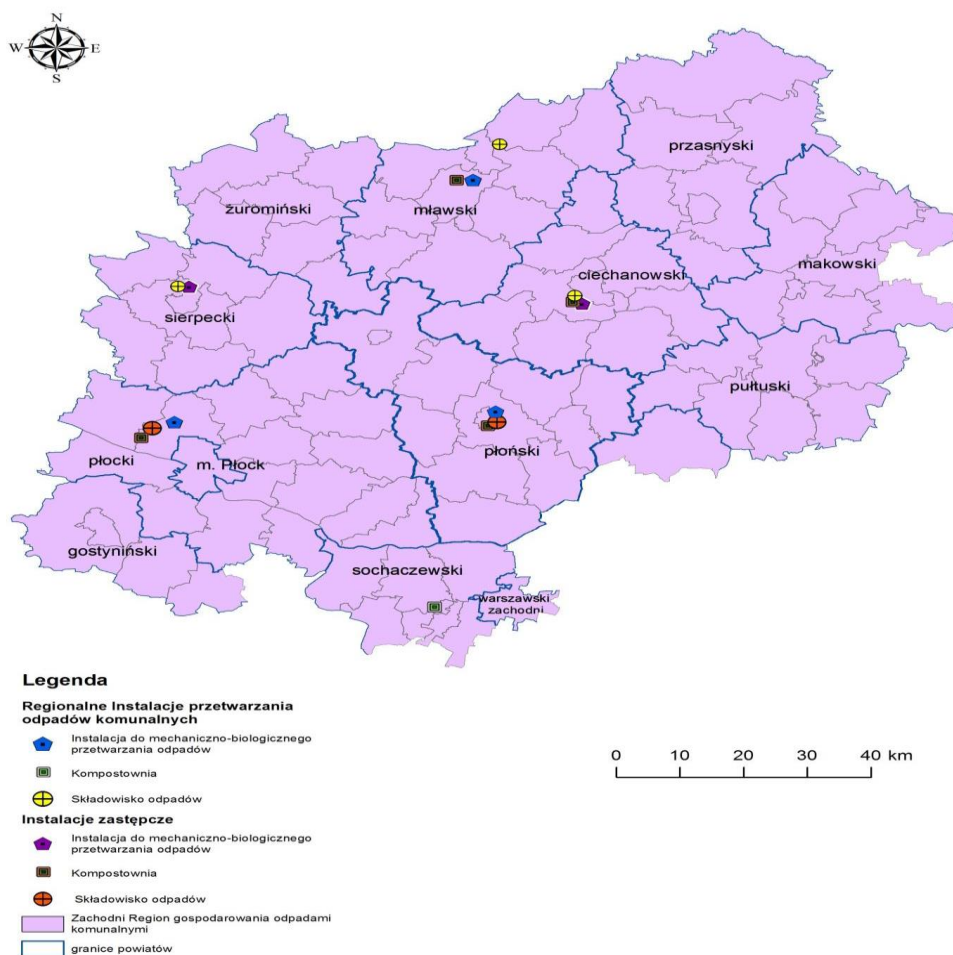 N
W E
S
przasnyski
żuromiński
mławski
makowski
ciechanowski
sierpecki
pułtuski
płoński
płocki
m. Płock
gostyniński
sochaczewski
warszawski
zachodni
Legenda
Regionalne Instalacje przetwarzania
odpadów komunalnych
Instalacja do mechaniczno-biologicznego
przetwarzania odpadów
Kompostownia
Składowisko odpadów
Instalacje zastępcze
Instalacja do mechaniczno-biologicznego
przetwarzania odpadów
Kompostownia
Składowisko odpadów
Zachodni Region gospodarowania odpadami
komunalnymi
granice powiatów
0 10 20 30 40 km